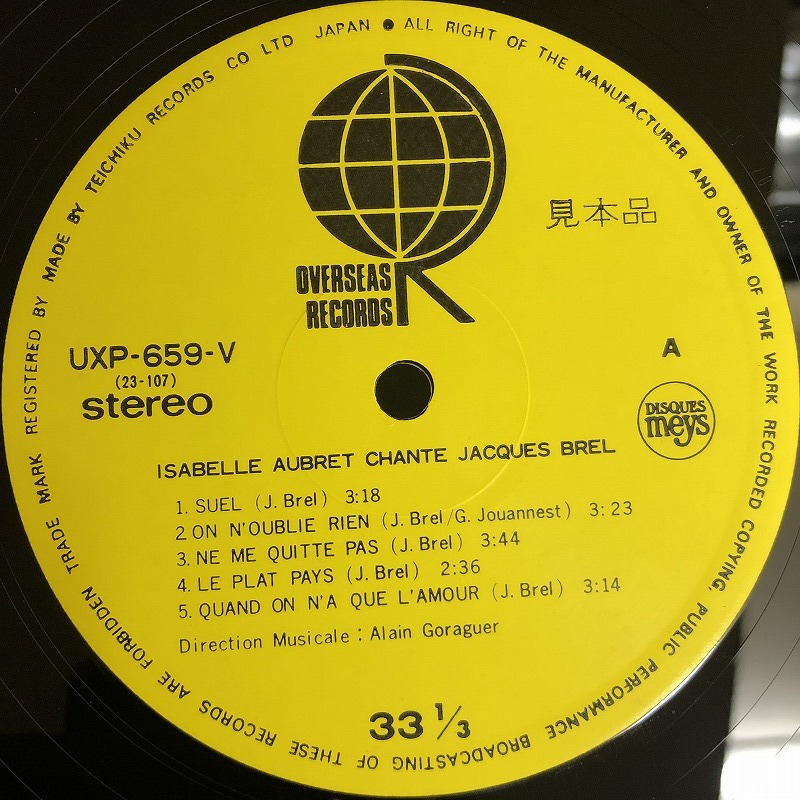 TRADE MARK REGISTERED BY MADE BY TEICHIKU RECORDS CO LTD JAPAN ● ALL RIGHT OF THE MANUFACTURER AND OWNER OF THE WORK RECORDED COPYING, PUBLIC PERFORMANCE BROADCASTING OF THESE RECORDS ARE FORBIDDEN
OVERSEAS
RECORDS
見本品
UXP-659-V
(23-107)
stereo
A
DISQUES
meys
ISABELLE AUBRET CHANTE JACQUES BREL
1. SUEL (J. Brel) 3:18
2. ON N'OUBLIE RIEN (J. Brel/G. Jouannest) 3:23
3. NE ME QUITTE PAS (J. Brel) 3:44
4. LE PLAT PAYS (J. Brel) 2:36
5. QUAND ON N'A QUE L'AMOUR (J. Brel) 3:14
Direction Musicale : Alain Goraguer
33 1/3